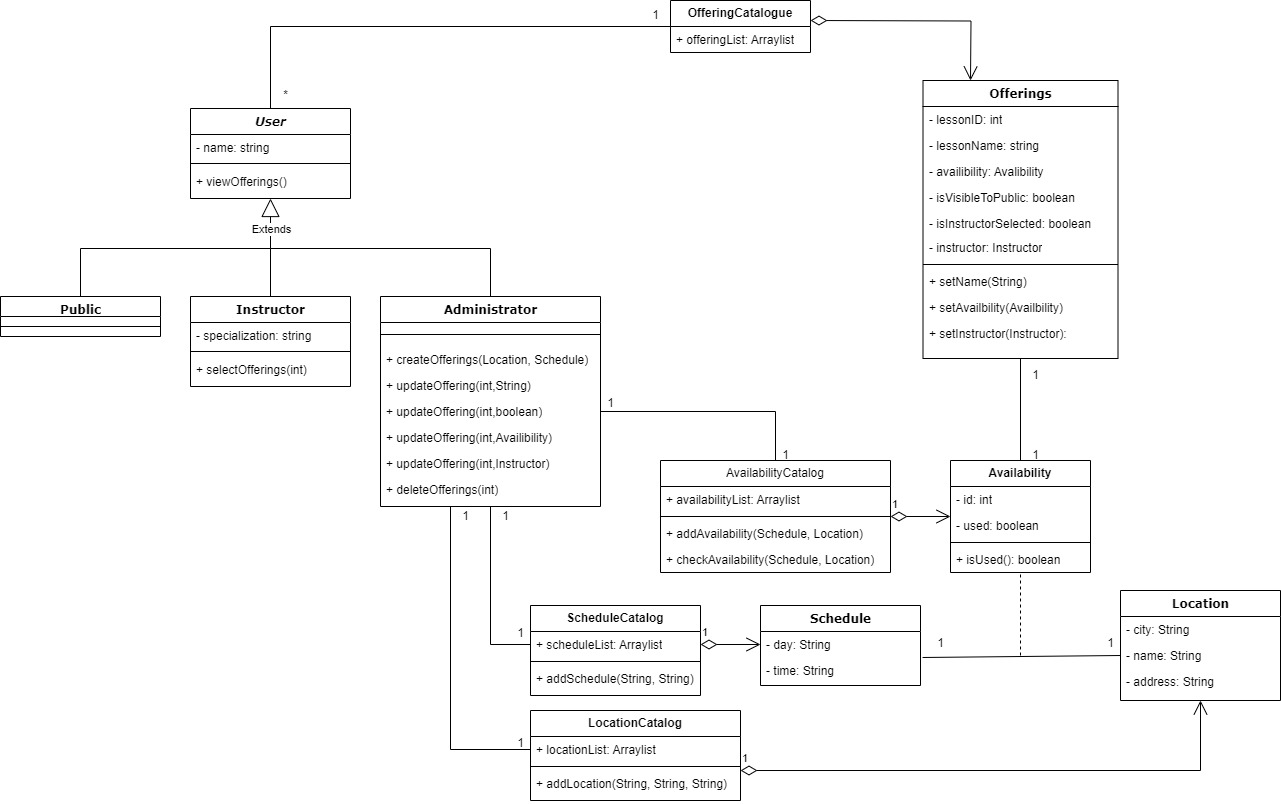 OfferingCatalogue
+ offeringList: Arraylist
1
*
User
- name: string
+ viewOfferings()
Extends
Public
Instructor
- specialization: string
+ selectOfferings(int)
Administrator
+ createOfferings(Location, Schedule)
+ updateOffering(int,String)
+ updateOffering(int,boolean)
+ updateOffering(int,Availibility)
+ updateOffering(int,Instructor)
+ deleteOfferings(int)
Offerings
- lessonID: int
- lessonName: string
- availibility: Avalibility
- isVisibleToPublic: boolean
- isInstructorSelected: boolean
- instructor: Instructor
+ setName(String)
+ setAvailbility(Availbility)
+ setInstructor(Instructor):
1
1
1
1
AvailabilityCatalog
+ availabilityList: Arraylist
+ addAvailability(Schedule, Location)
+ checkAvailability(Schedule, Location)
1
Availability
- id: int
- used: boolean
+ isUsed(): boolean
1
1
1
ScheduleCatalog
+ scheduleList: Arraylist
+ addSchedule(String, String)
1
Schedule
- day: String
- time: String
1
1
Location
- city: String
- name: String
- address: String
1
LocationCatalog
+ locationList: Arraylist
+ addLocation(String, String, String)
1